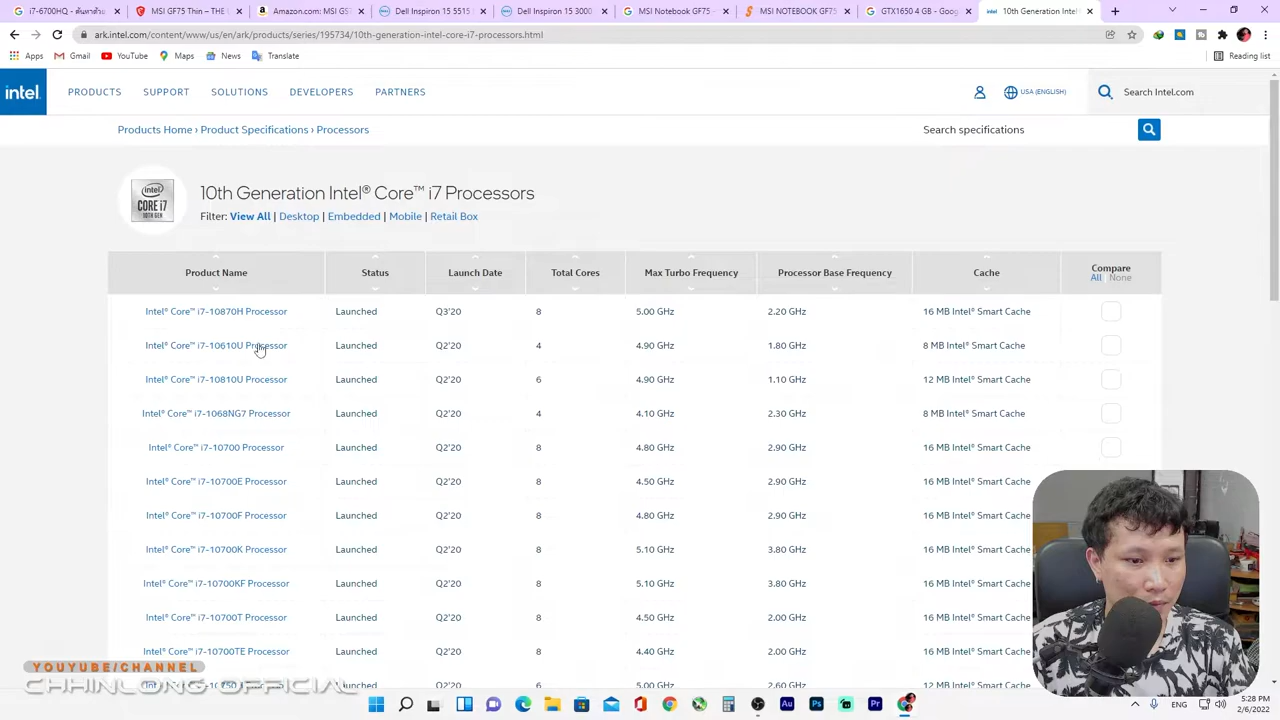 i7-6700HQ - កុំព្យូទ័រ
MSI GF75 Thin – the
Amazon.com: MSI GS
Dell Inspiron 15 5515
Dell Inspiron 15 3000
MSI Notebook GF75
MSI NOTEBOOK GF75
GTX1650 4 GB - Goo
10th Generation Intel
ark.intel.com/content/www/us/en/ark/products/series/195734/10th-generation-intel-core-i7-processors.html
Apps Gmail YouTube Maps News Translate Reading list
intel. PRODUCTS SUPPORT SOLUTIONS DEVELOPERS PARTNERS USA (ENGLISH) Search Intel.com
Products Home › Product Specifications › Processors Search specifications
intel CORE i7 10TH GEN
10th Generation Intel® Core™ i7 Processors
Filter: View All | Desktop | Embedded | Mobile | Retail Box
Product Name Status Launch Date Total Cores Max Turbo Frequency Processor Base Frequency Cache Compare
All | None
Intel® Core™ i7-10870H Processor Launched Q3'20 8 5.00 GHz 2.20 GHz 16 MB Intel® Smart Cache
Intel® Core™ i7-10610U Processor Launched Q2'20 4 4.90 GHz 1.80 GHz 8 MB Intel® Smart Cache
Intel® Core™ i7-10810U Processor Launched Q2'20 6 4.90 GHz 1.10 GHz 12 MB Intel® Smart Cache
Intel® Core™ i7-1068NG7 Processor Launched Q2'20 4 4.10 GHz 2.30 GHz 8 MB Intel® Smart Cache
Intel® Core™ i7-10700 Processor Launched Q2'20 8 4.80 GHz 2.90 GHz 16 MB Intel® Smart Cache
Intel® Core™ i7-10700E Processor Launched Q2'20 8 4.50 GHz 2.90 GHz 16 MB Intel® Smart Cache
Intel® Core™ i7-10700F Processor Launched Q2'20 8 4.80 GHz 2.90 GHz 16 MB Intel® Smart Cache
Intel® Core™ i7-10700K Processor Launched Q2'20 8 5.10 GHz 3.80 GHz 16 MB Intel® Smart Cache
Intel® Core™ i7-10700KF Processor Launched Q2'20 8 5.10 GHz 3.80 GHz 16 MB Intel® Smart Cache
Intel® Core™ i7-10700T Processor Launched Q2'20 8 4.50 GHz 2.00 GHz 16 MB Intel® Smart Cache
Intel® Core™ i7-10700TE Processor Launched Q2'20 8 4.40 GHz 2.00 GHz 16 MB Intel® Smart Cache
Launched Q2'20 6 5.00 GHz 2.60 GHz 12 MB Intel® Smart Cache
YOUYUBE/CHANNEL
CHHINLONG OFFICIAL
ENG
5:28 PM
2/6/2022